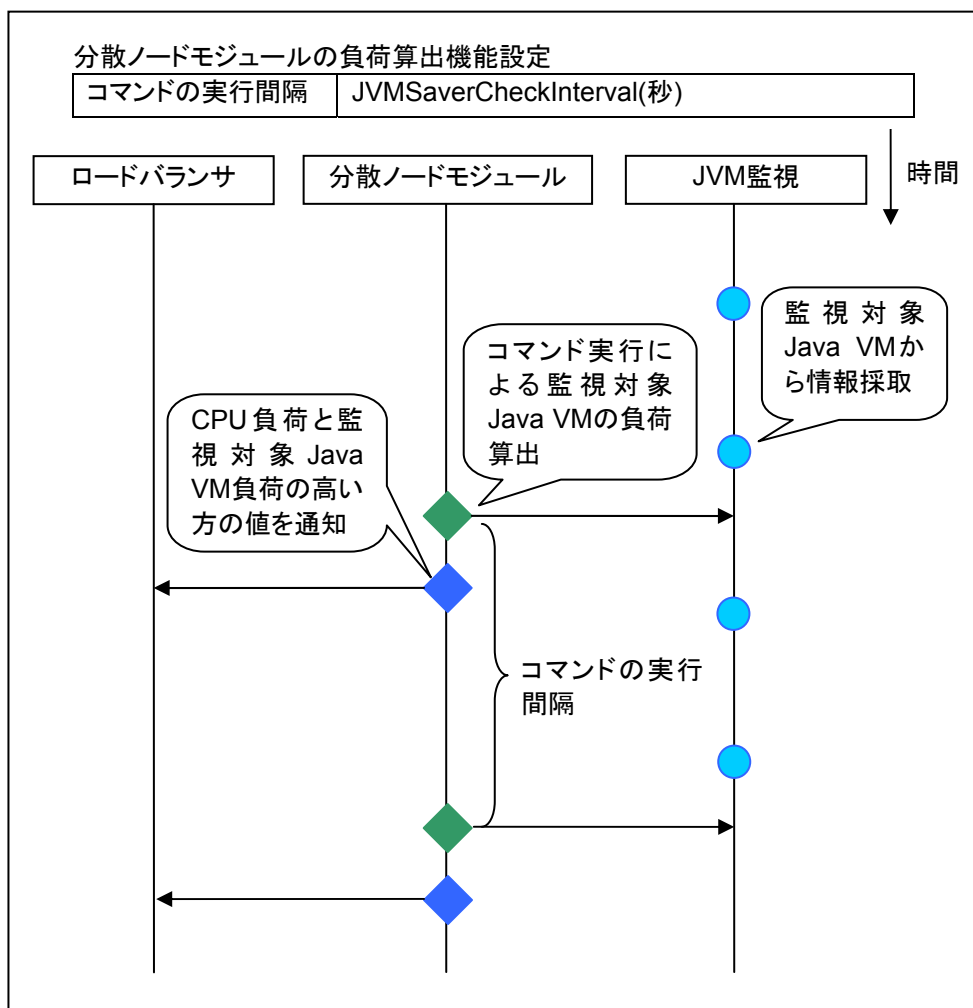 分散ノードモジュールの負荷算出機能設定
コマンドの実行間隔
JVMSaverCheckInterval(秒)
ロードバランサ
分散ノードモジュール
JVM監視
時間
監視対象
Java VMか
ら情報採取
コマンド実行に
よる監視対象
Java VMの負荷
算出
CPU負荷と監
視対象Java
VM負荷の高い
方の値を通知
コマンドの実行
間隔